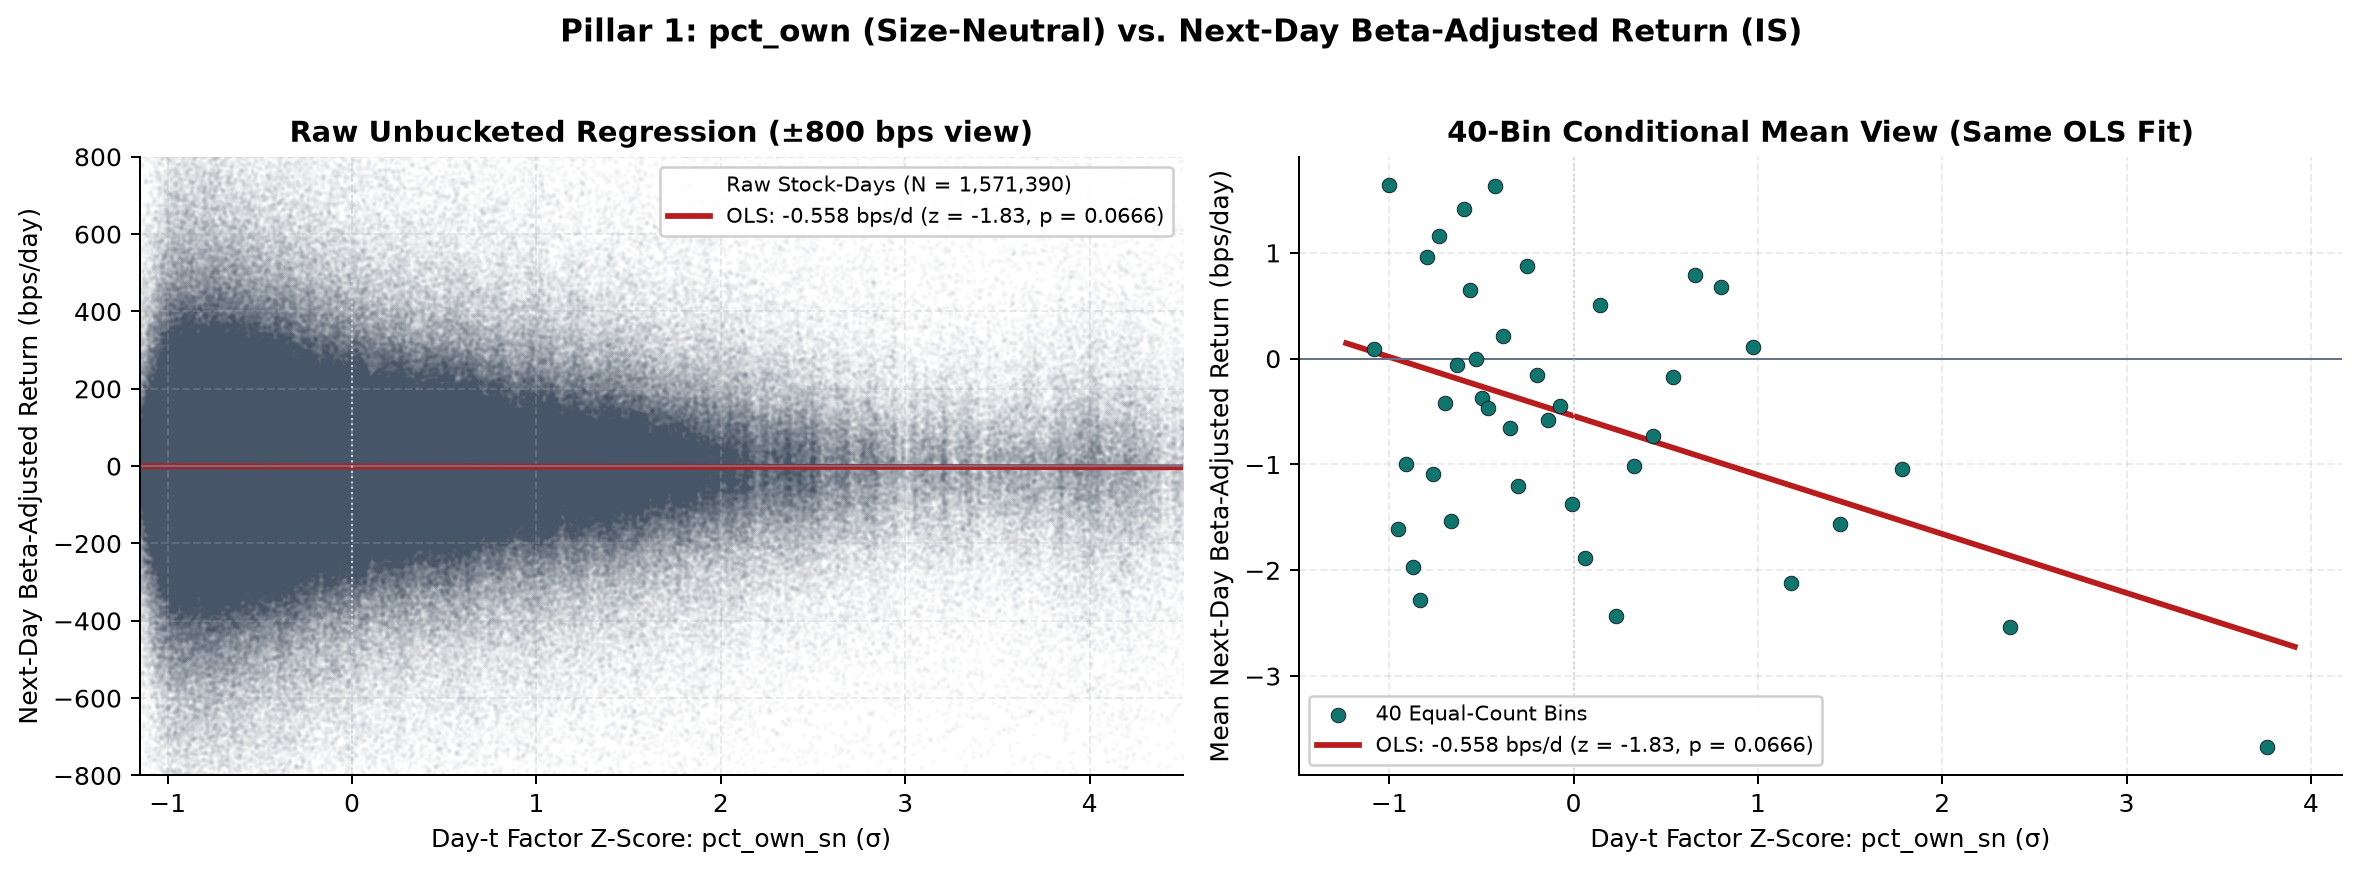 Pillar 1: pct_own (Size-Neutral) vs. Next-Day Beta-Adjusted Return (IS)
Raw Unbucketed Regression (±800 bps view)
Raw Stock-Days (N = 1,571,390)
OLS: -0.558 bps/d (z = -1.83, p = 0.0666)
Next-Day Beta-Adjusted Return (bps/day)
800
600
400
200
0
−200
−400
−600
−800
−1
0
1
2
3
4
Day-t Factor Z-Score: pct_own_sn (σ)
40-Bin Conditional Mean View (Same OLS Fit)
Mean Next-Day Beta-Adjusted Return (bps/day)
1
0
−1
−2
−3
40 Equal-Count Bins
OLS: -0.558 bps/d (z = -1.83, p = 0.0666)
−1
0
1
2
3
4
Day-t Factor Z-Score: pct_own_sn (σ)